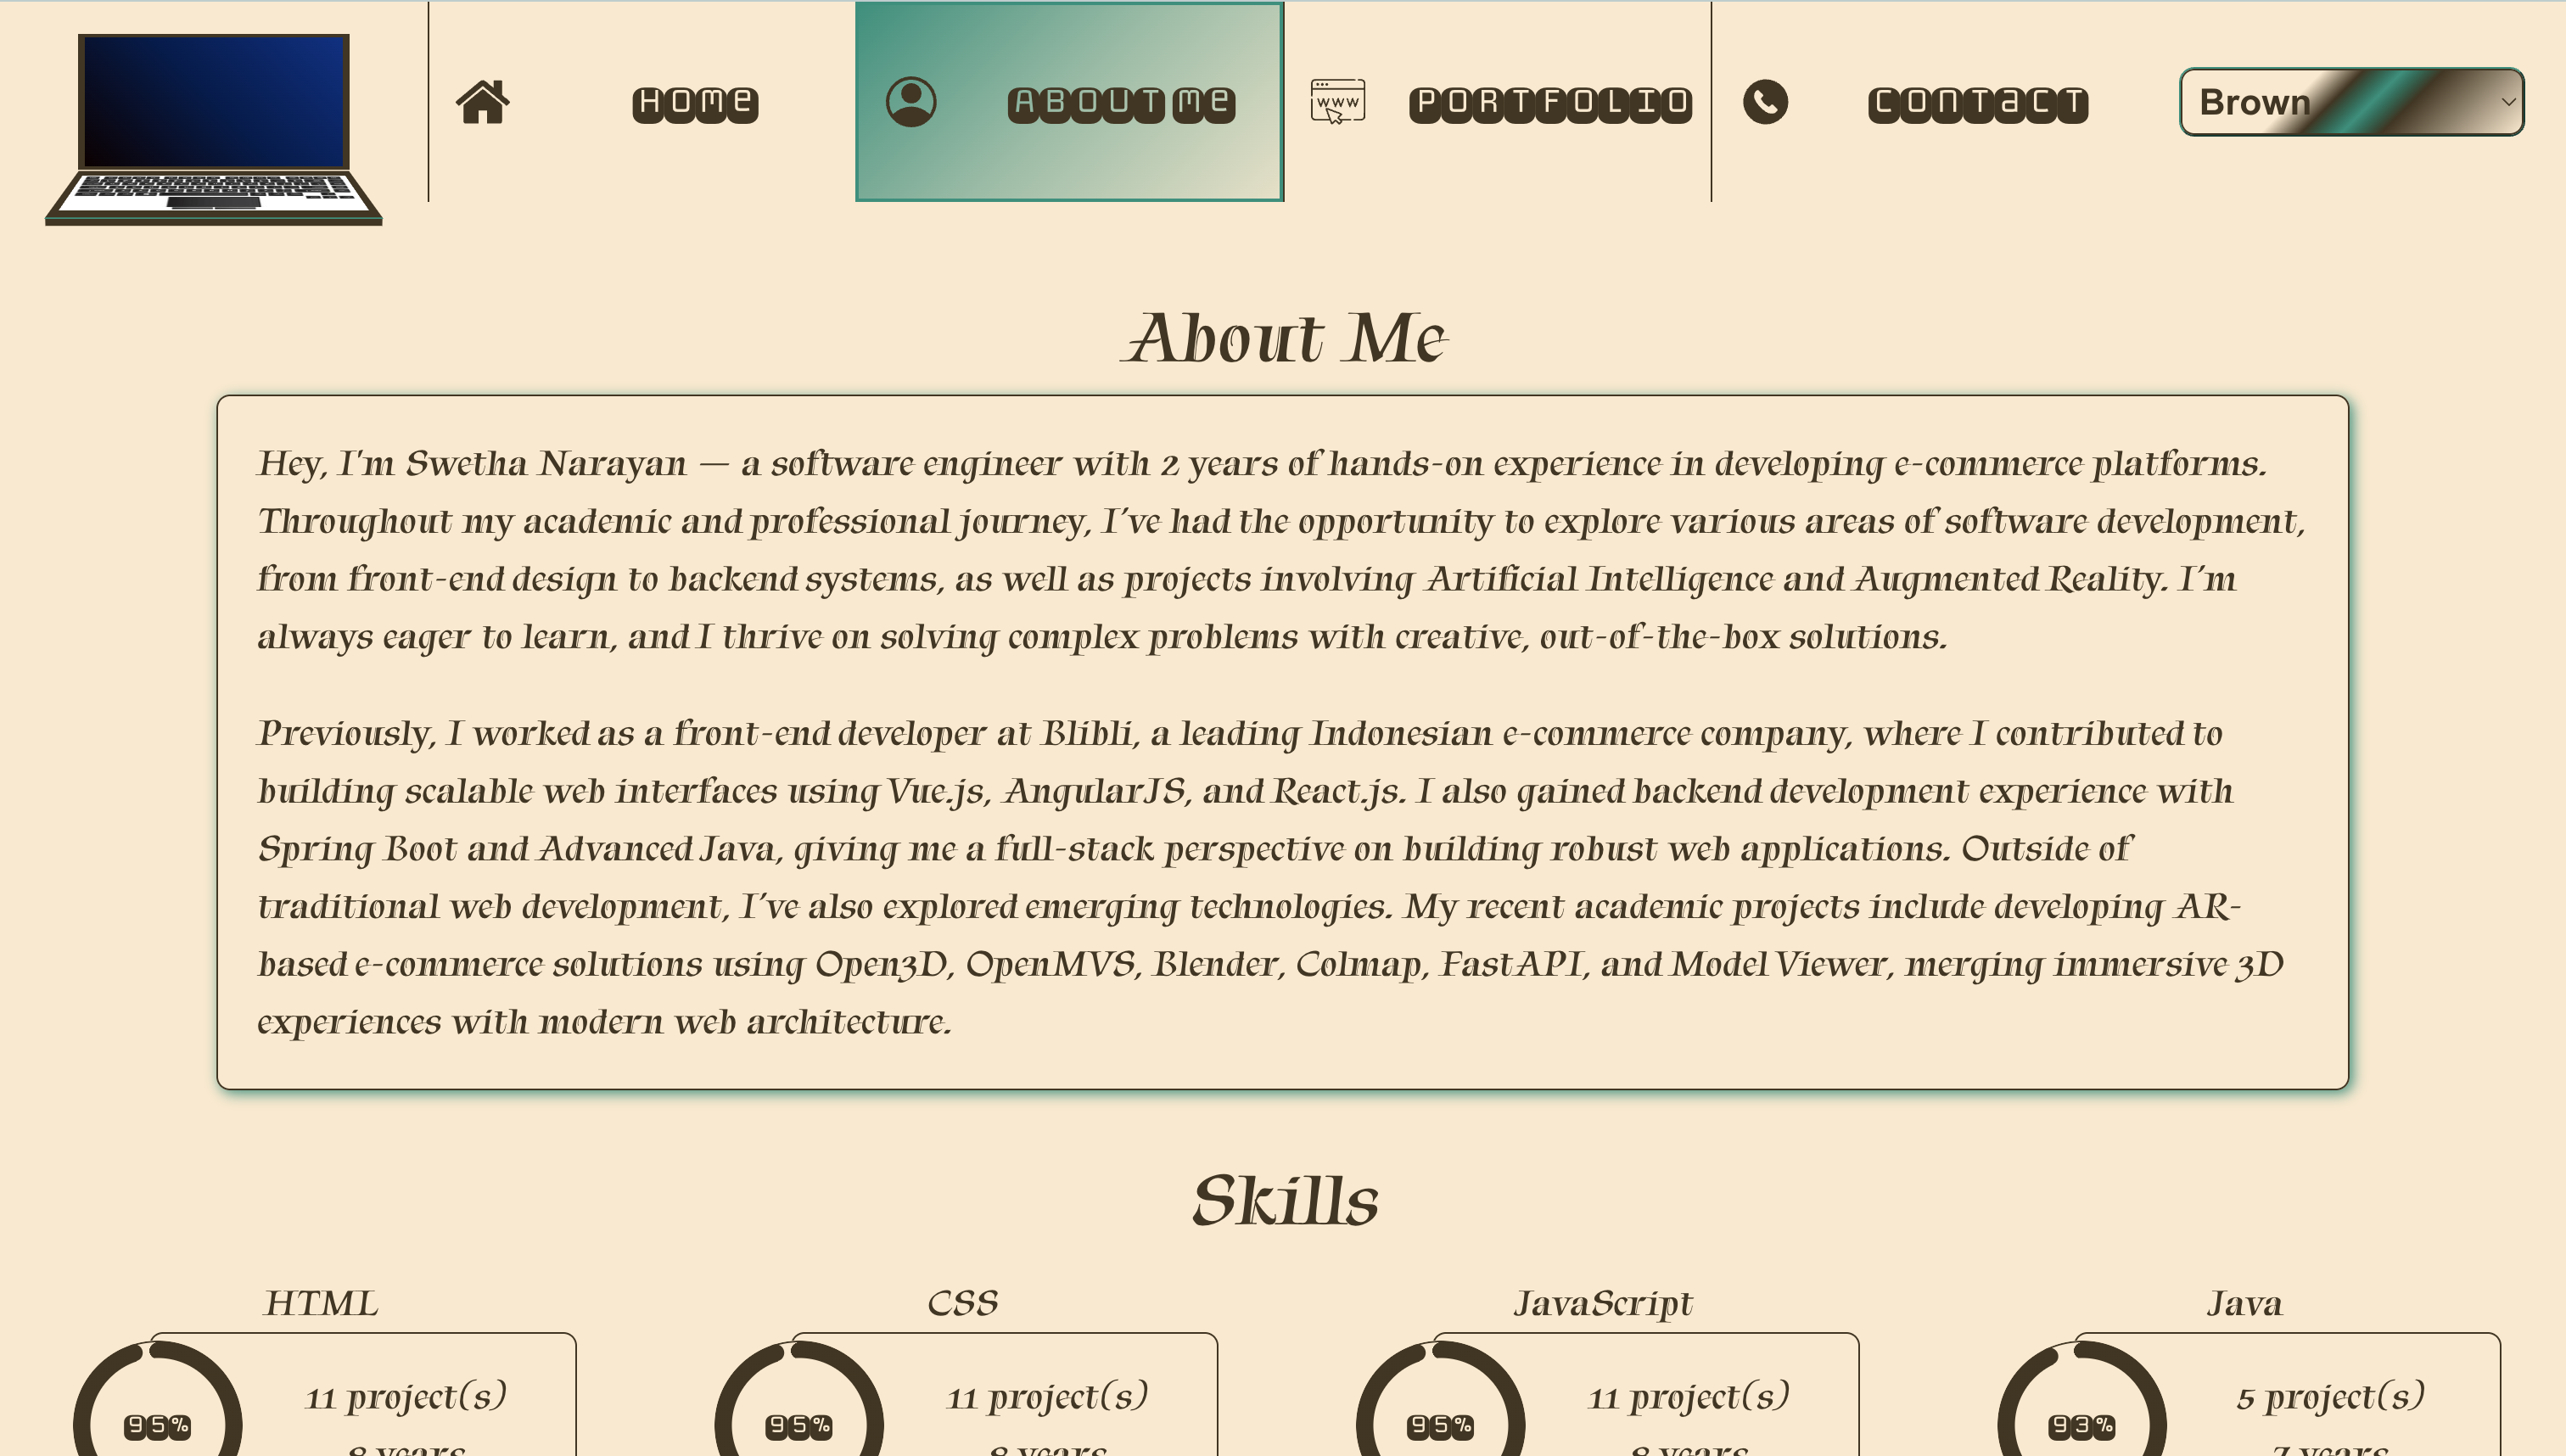 Home
About Me
WWW
Portfolio
Contact
Brown
About Me
Hey, I'm Swetha Narayan — a software engineer with 2 years of hands-on experience in developing e-commerce platforms.
Throughout my academic and professional journey, I’ve had the opportunity to explore various areas of software development,
from front-end design to backend systems, as well as projects involving Artificial Intelligence and Augmented Reality. I’m
always eager to learn, and I thrive on solving complex problems with creative, out-of-the-box solutions.
Previously, I worked as a front-end developer at Blibli, a leading Indonesian e-commerce company, where I contributed to
building scalable web interfaces using Vue.js, AngularJS, and React.js. I also gained backend development experience with
Spring Boot and Advanced Java, giving me a full-stack perspective on building robust web applications. Outside of
traditional web development, I’ve also explored emerging technologies. My recent academic projects include developing AR-
based e-commerce solutions using Open3D, OpenMVS, Blender, Colmap, FastAPI, and Model Viewer, merging immersive 3D
experiences with modern web architecture.
Skills
HTML
95%
11 project(s)
8 years
CSS
95%
11 project(s)
8 years
JavaScript
95%
11 project(s)
8 years
Java
93%
5 project(s)
7 years